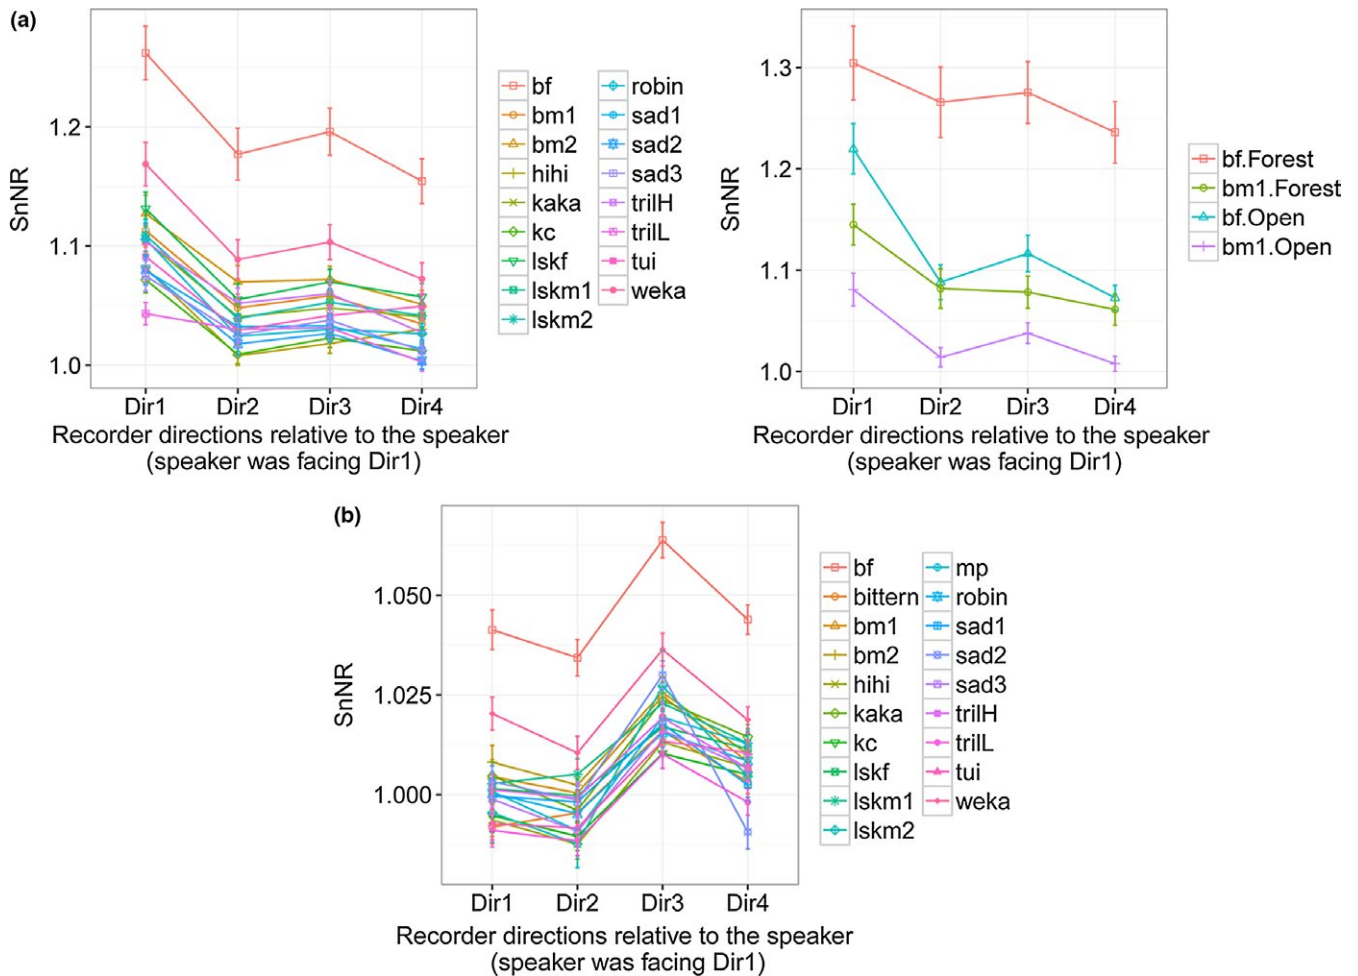 (a)
SnNR
1.2
1.1
1.0
Dir1 Dir2 Dir3 Dir4
Recorder directions relative to the speaker
(speaker was facing Dir1)
bf
bm1
bm2
hihi
kaka
kc
lskf
lskm1
lskm2
robin
sad1
sad2
sad3
trilH
trilL
tui
weka
SnNR
1.3
1.2
1.1
1.0
Dir1 Dir2 Dir3 Dir4
Recorder directions relative to the speaker
(speaker was facing Dir1)
bf.Forest
bm1.Forest
bf.Open
bm1.Open
(b)
SnNR
1.050
1.025
1.000
Dir1 Dir2 Dir3 Dir4
Recorder directions relative to the speaker
(speaker was facing Dir1)
bf
bittern
bm1
bm2
hihi
kaka
kc
lskf
lskm1
lskm2
mp
robin
sad1
sad2
sad3
trilH
trilL
tui
weka